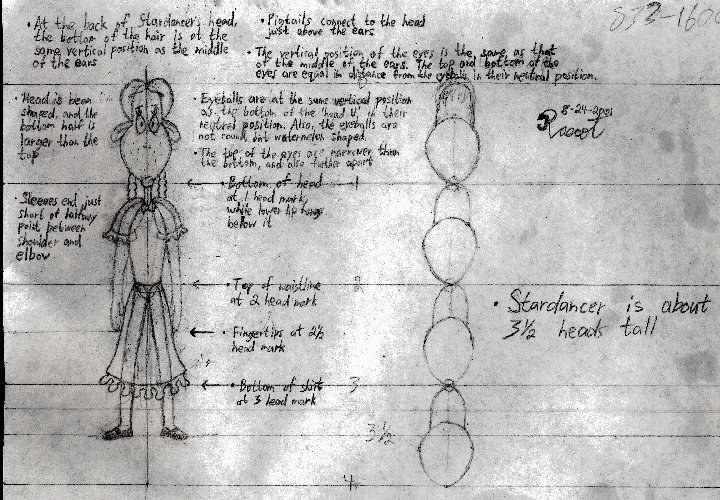 • At the back of Stardancer's head,
the bottom of the hair is at the
same vertical position as the middle
of the ears
• Pigtails connect to the head
just above the ears
• The vertical position of the eyes is the same as that
of the middle of the ears. The top and bottom of the
eyes are equal in distance from the eyeballs in their neutral position.
• Head is bean
shaped, and the
bottom half is
larger than the
top
• Eyeballs are at the same vertical position
as the bottom of the "head U" in their
neutral position. Also, the eyeballs are
not round, but watermelon shaped
• The top of the eyes are narrower than
the bottom, and also further apart
8-24-2001
• Sleeves end just
short of halfway
point between
shoulder and
elbow
• Bottom of head
at 1 head mark,
while lower lip hangs
below it
1
• Top of waistline
at 2 head mark
2
• Fingertips at 2½
head mark
• Stardancer is about
3½ heads tall
• Bottom of skirt
at 3 head mark
3
3½
4